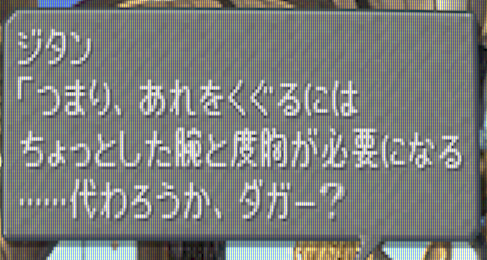 ジタン
「つまり、あれをくぐるには
ちょっとした腕と度胸が必要になる
……代わろうか、ダガー？